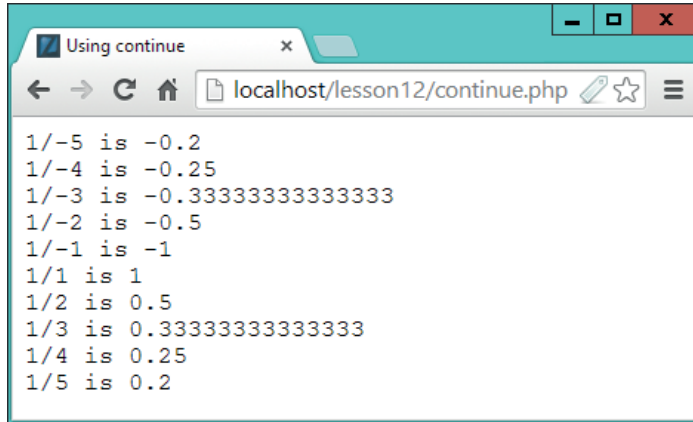 Using continue
localhost/lesson12/continue.php
1/-5 is -0.2
1/-4 is -0.25
1/-3 is -0.33333333333333
1/-2 is -0.5
1/-1 is -1
1/1 is 1
1/2 is 0.5
1/3 is 0.33333333333333
1/4 is 0.25
1/5 is 0.2